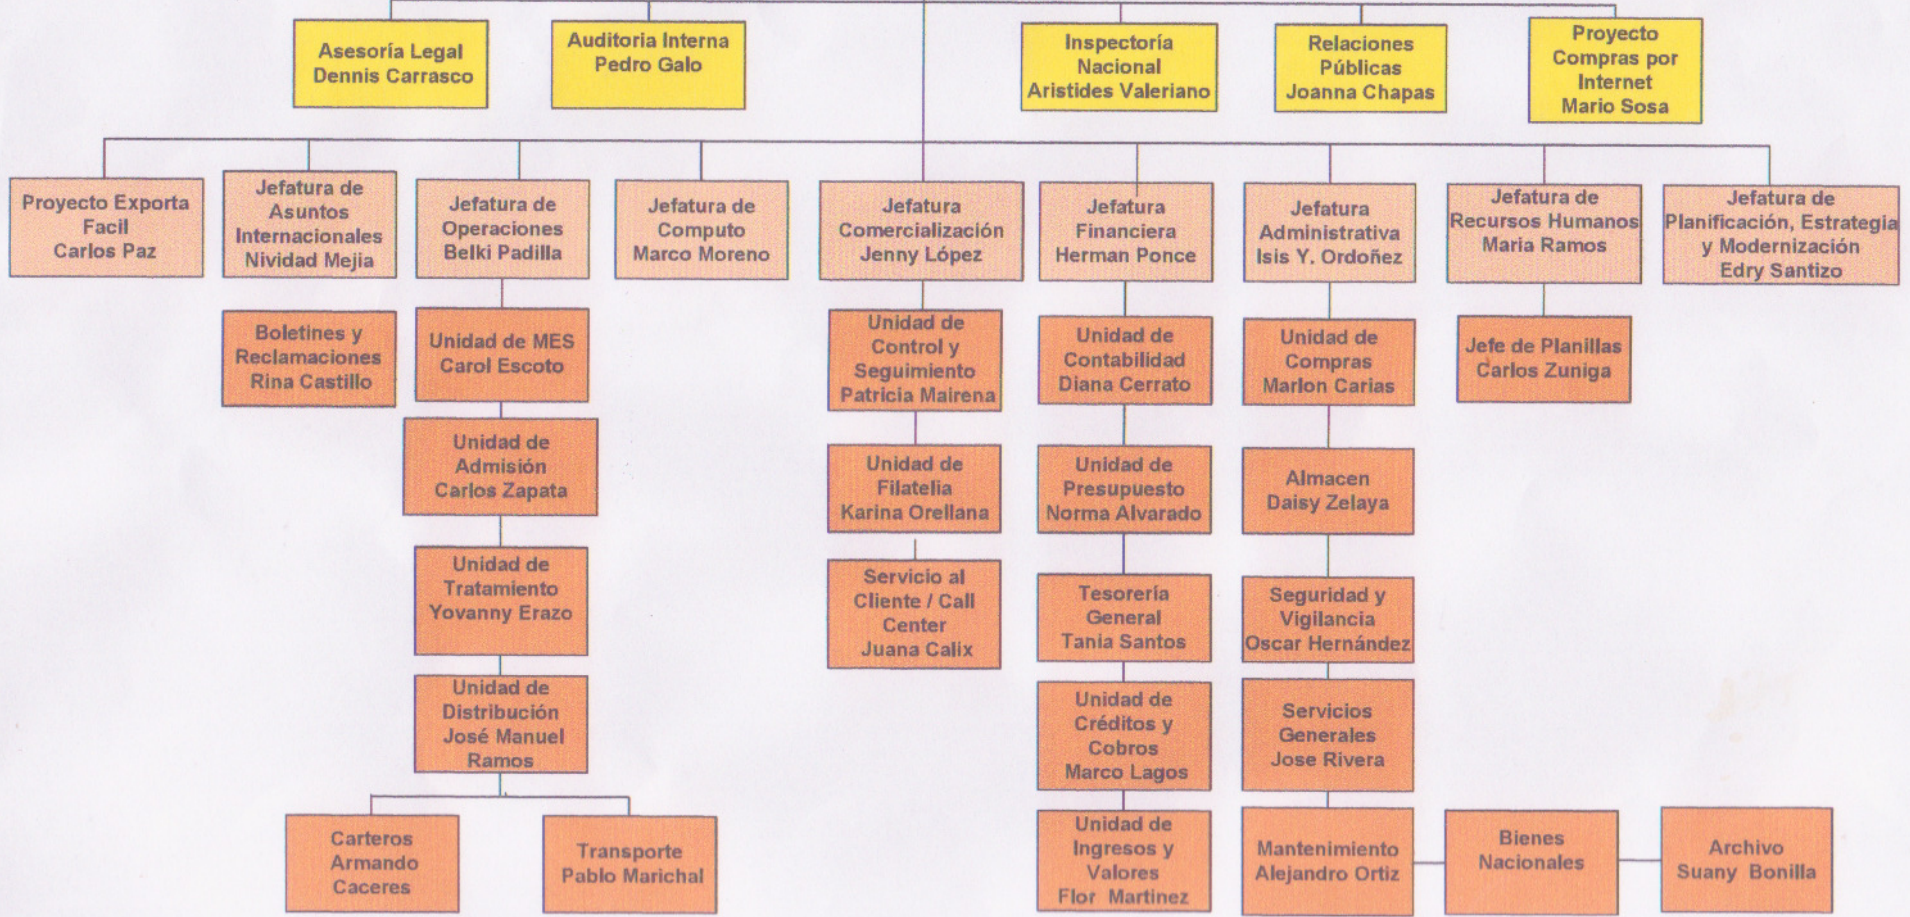 Asesoría Legal
Dennis Carrasco
Auditoria Interna
Pedro Galo
Inspectoría
Nacional
Aristides Valeriano
Relaciones
Públicas
Joanna Chapas
Proyecto
Compras por
Internet
Mario Sosa
Proyecto Exporta
Facil
Carlos Paz
Jefatura de
Asuntos
Internacionales
Nividad Mejia
Jefatura de
Operaciones
Belki Padilla
Jefatura de
Computo
Marco Moreno
Jefatura
Comercialización
Jenny López
Jefatura
Financiera
Herman Ponce
Jefatura
Administrativa
Isis Y. Ordoñez
Jefatura de
Recursos Humanos
Maria Ramos
Jefatura de
Planificación, Estrategia
y Modernización
Edry Santizo
Boletines y
Reclamaciones
Rina Castillo
Unidad de MES
Carol Escoto
Unidad de
Control y
Seguimiento
Patricia Mairena
Unidad de
Contabilidad
Diana Cerrato
Unidad de
Compras
Marlon Carias
Jefe de Planillas
Carlos Zuniga
Unidad de
Admisión
Carlos Zapata
Unidad de
Filatelia
Karina Orellana
Unidad de
Presupuesto
Norma Alvarado
Almacen
Daisy Zelaya
Unidad de
Tratamiento
Yovanny Erazo
Servicio al
Cliente / Call
Center
Juana Calix
Tesorería
General
Tania Santos
Seguridad y
Vigilancia
Oscar Hernández
Unidad de
Distribución
José Manuel
Ramos
Unidad de
Créditos y
Cobros
Marco Lagos
Servicios
Generales
Jose Rivera
Carteros
Armando
Caceres
Transporte
Pablo Marichal
Unidad de
Ingresos y
Valores
Flor Martinez
Mantenimiento
Alejandro Ortiz
Bienes
Nacionales
Archivo
Suany Bonilla